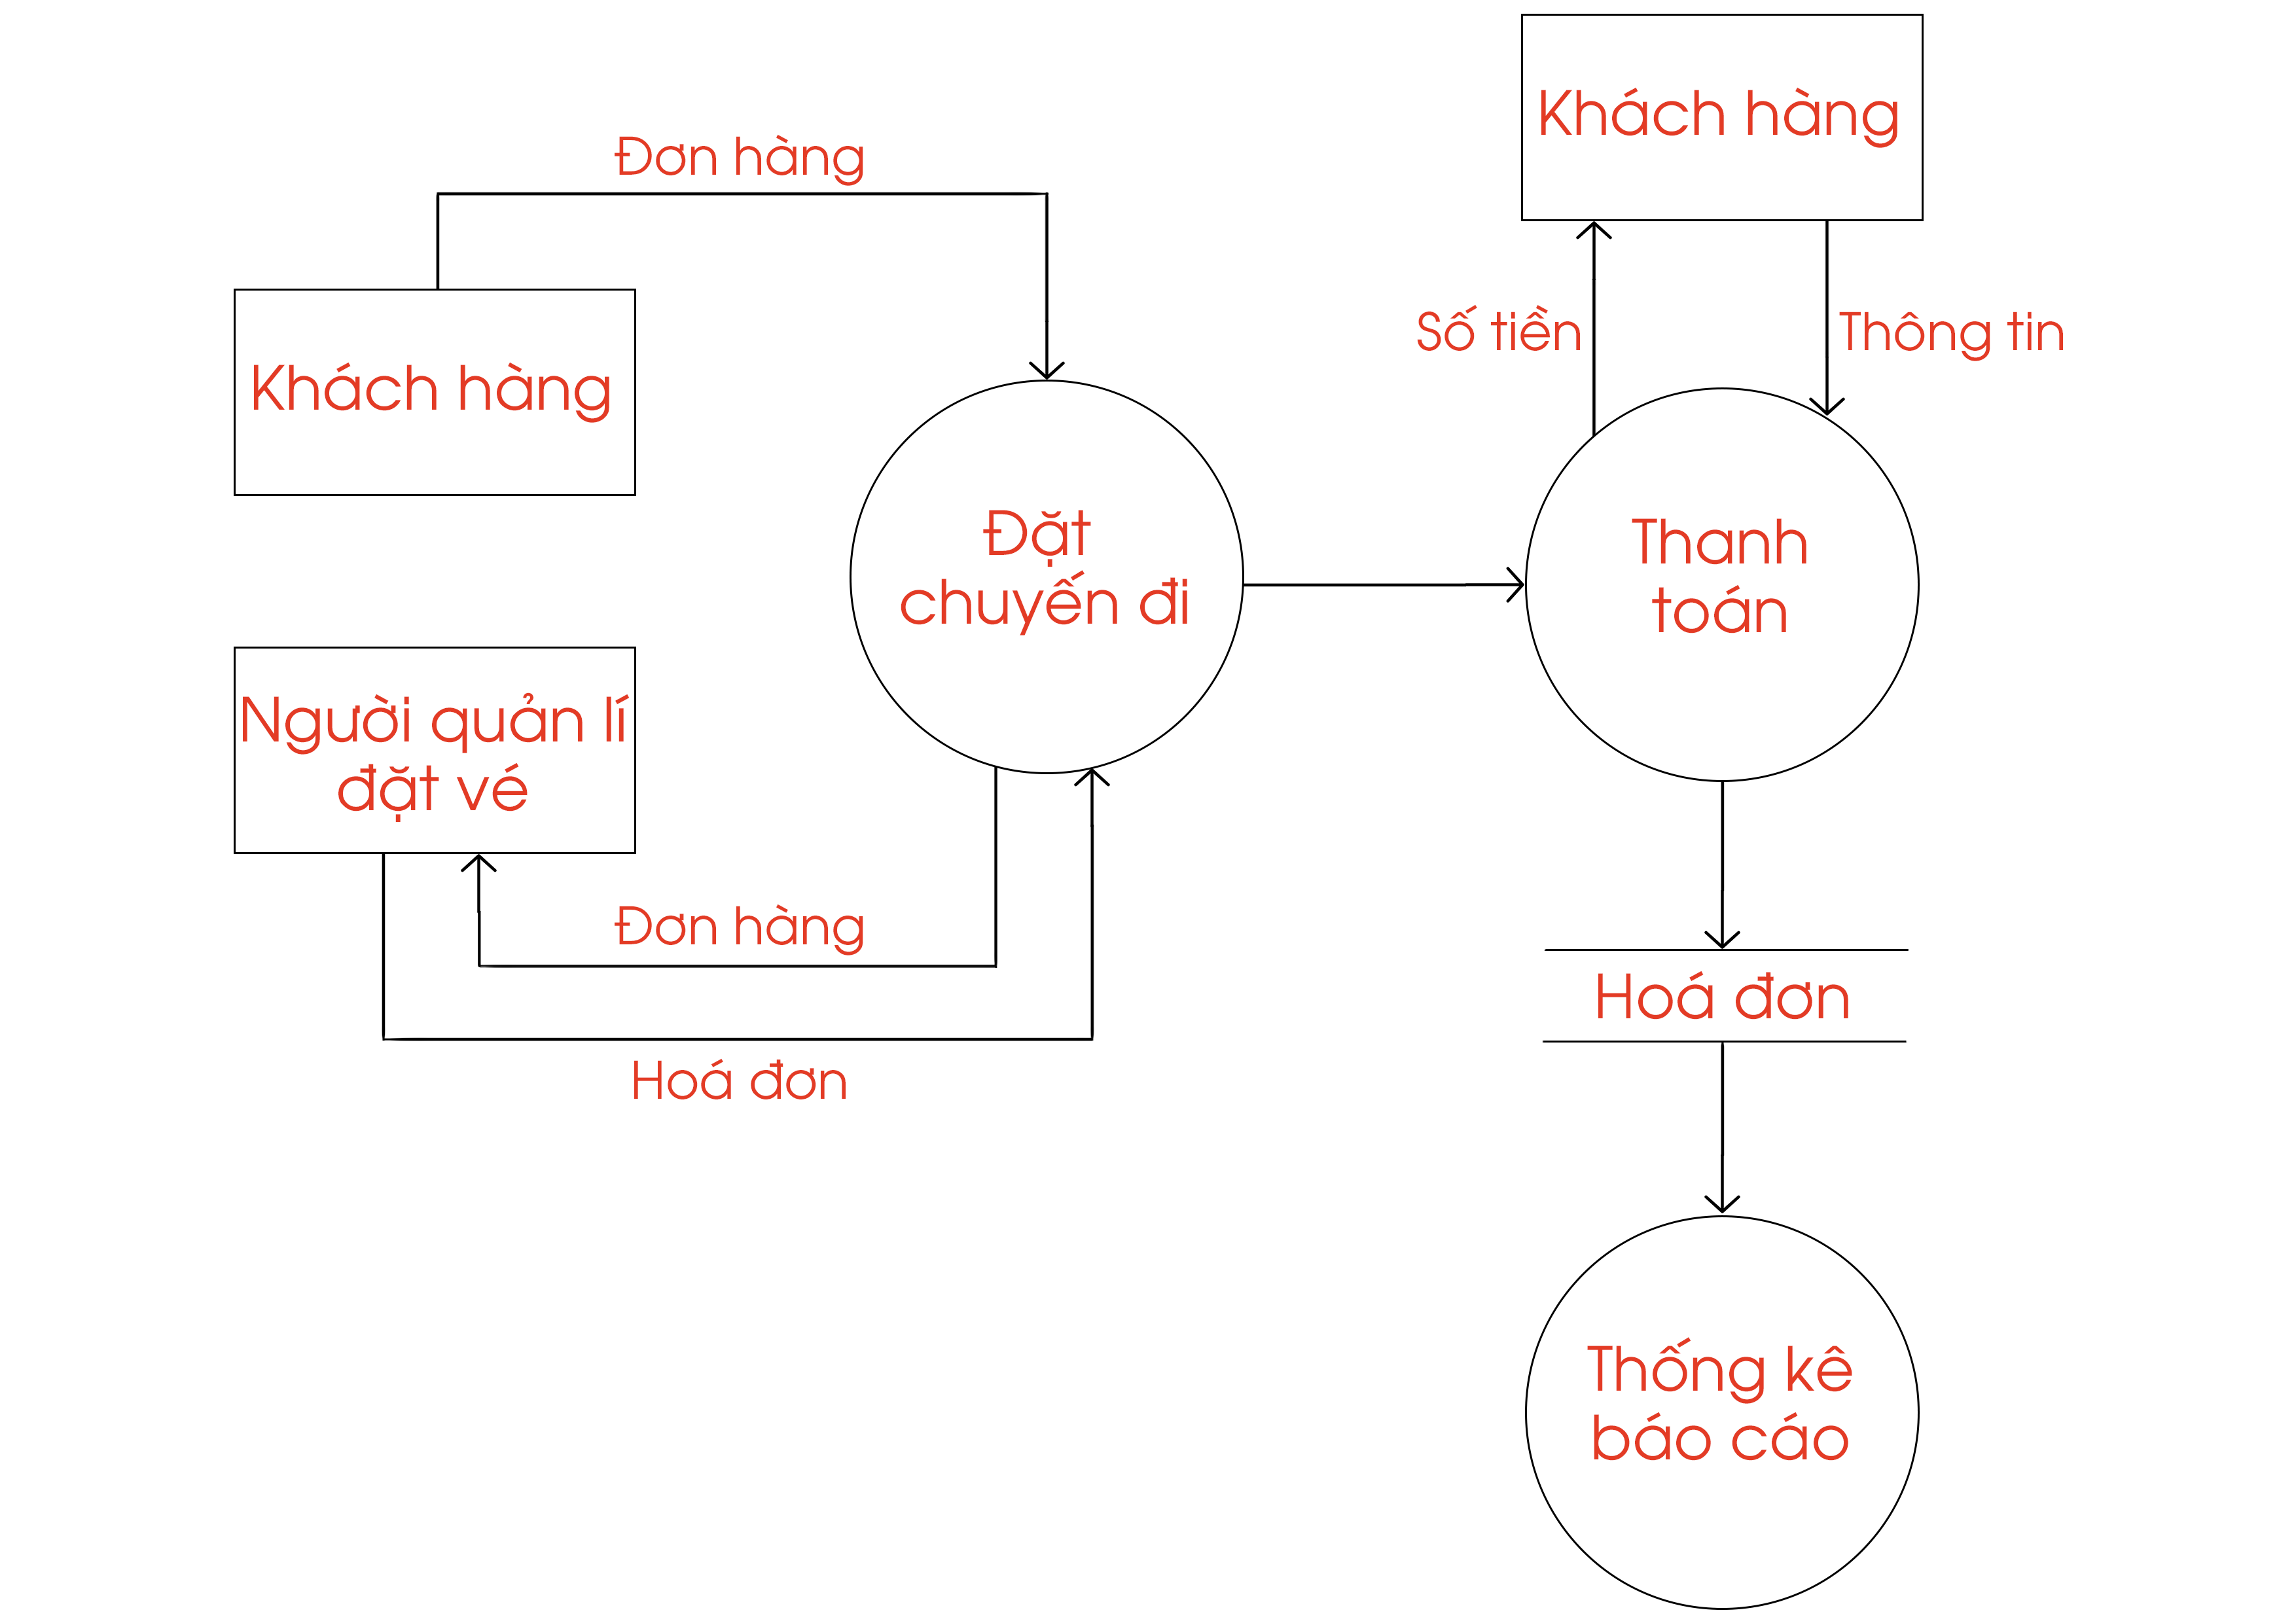 Khách hàng
Đơn hàng
Số tiền
Thông tin
Khách hàng
Đặt
chuyến đi
Thanh
toán
Người quản lí
đặt vé
Đơn hàng
Hoá đơn
Hoá đơn
Thống kê
báo cáo